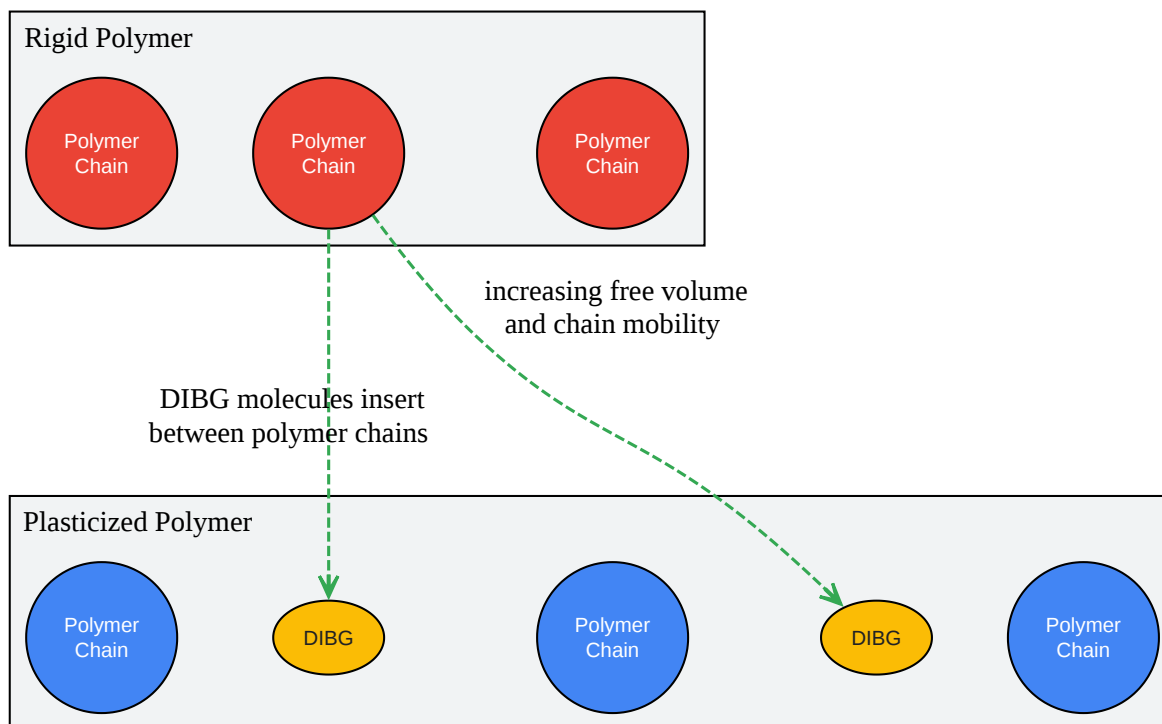 Rigid Polymer
Polymer
Chain
Polymer
Chain
Polymer
Chain
increasing free volume
and chain mobility
DIBG molecules insert
between polymer chains
Plasticized Polymer
Polymer
Chain
DIBG
Polymer
Chain
DIBG
Polymer
Chain